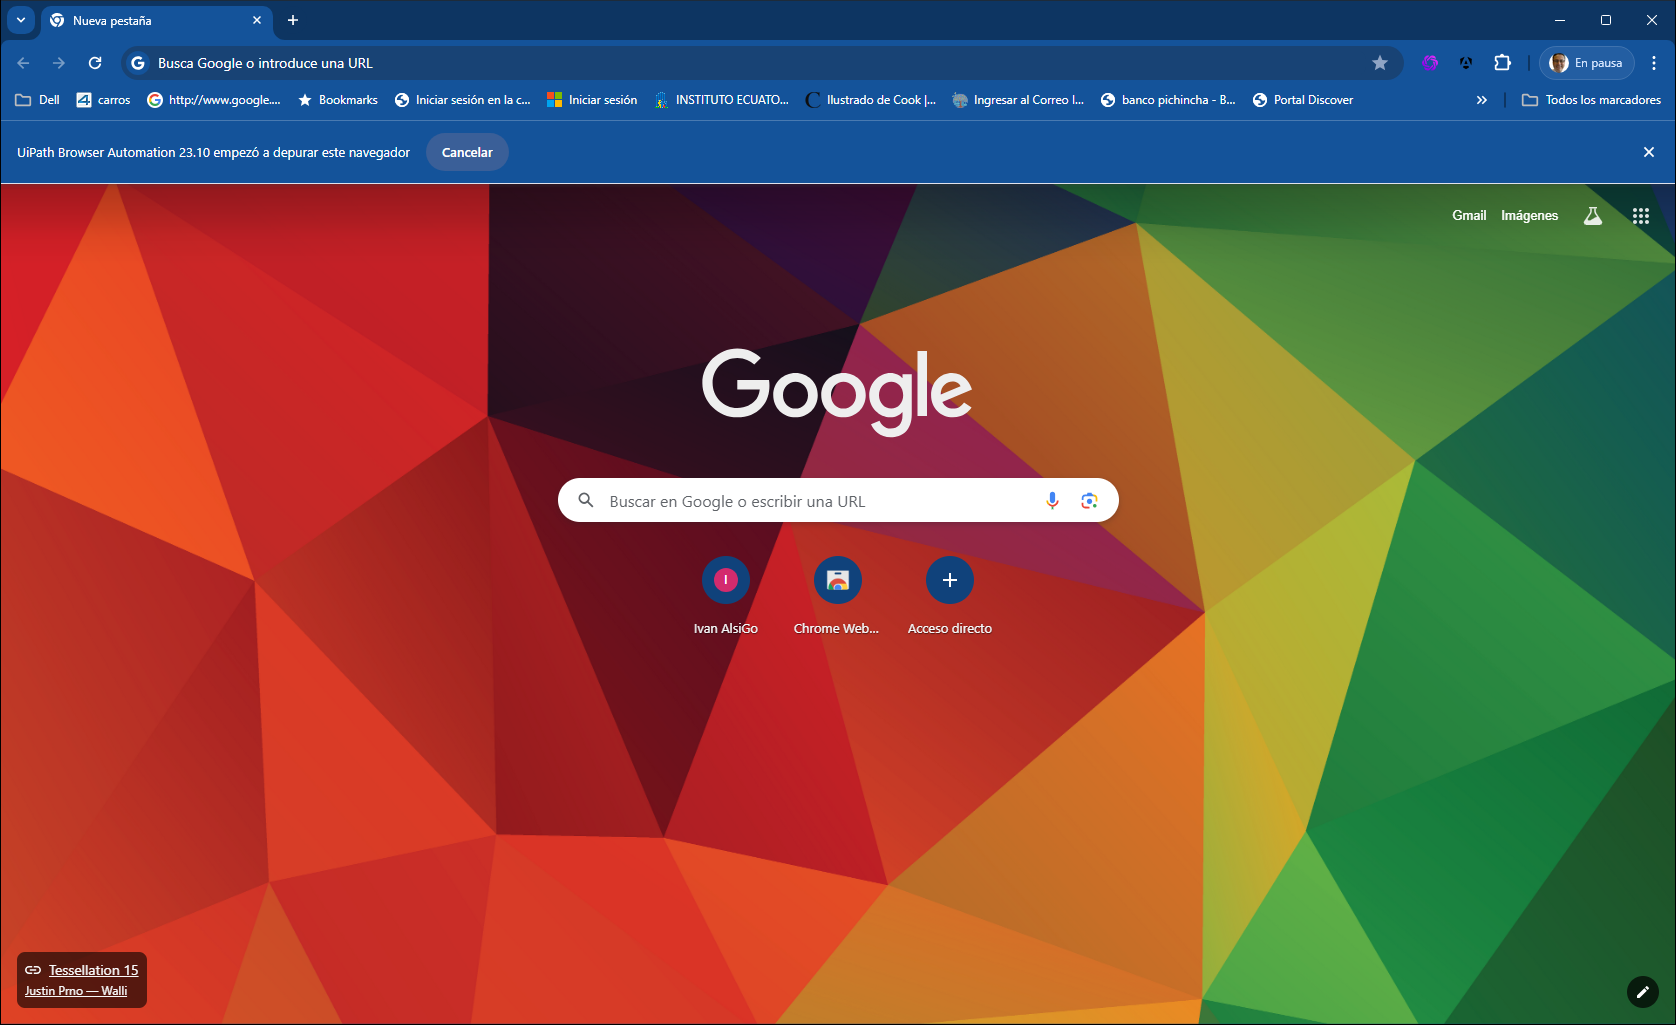 Nueva pestaña
Busca Google o introduce una URL
En pausa
Dell
carros
http://www.google....
Bookmarks
Iniciar sesión en la c...
Iniciar sesión
INSTITUTO ECUATO...
Ilustrado de Cook |...
Ingresar al Correo I...
banco pichincha - B...
Portal Discover
Todos los marcadores
UiPath Browser Automation 23.10 empezó a depurar este navegador
Cancelar
Gmail
Imágenes
Google
Buscar en Google o escribir una URL
I
Ivan AlsiGo
Chrome Web...
Acceso directo
Tessellation 15
Justin Prno — Walli